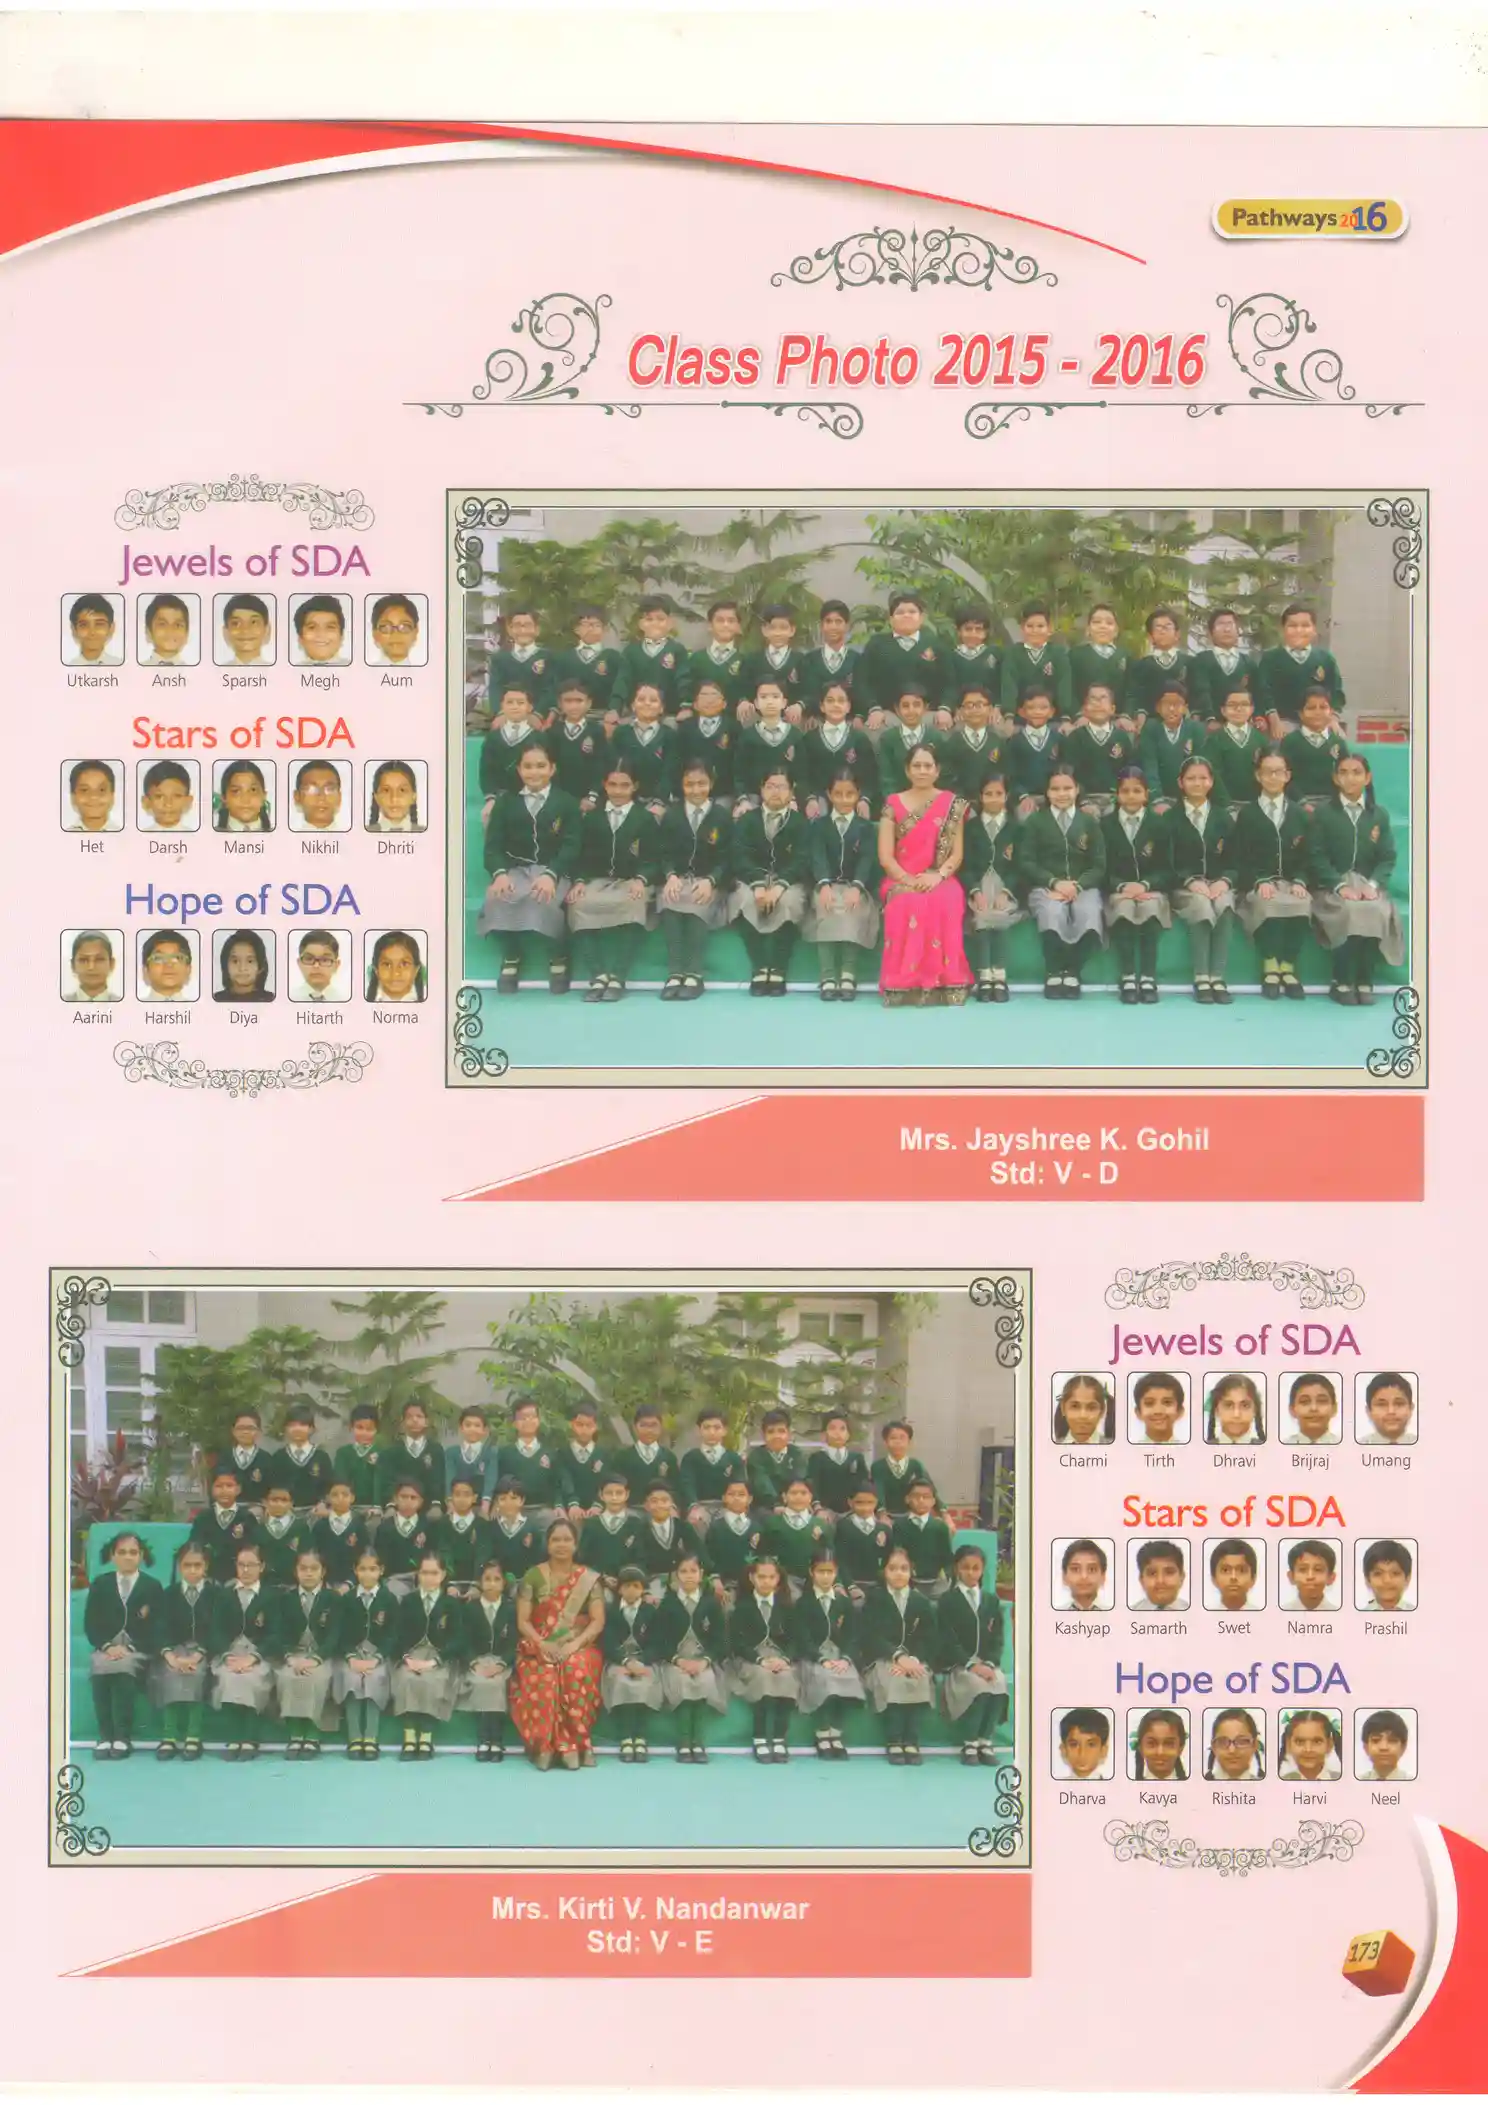 Pathways 2016
Class Photo 2015 - 2016
Jewels of SDA
Utkarsh Ansh Sparsh Megh Aum
Stars of SDA
Het Darsh Mansi Nikhil Dhriti
Hope of SDA
Aarini Harshil Diya Hitarth Norma
Mrs. Jayshree K. Gohil
Std: V - D
Jewels of SDA
Charmi Tirth Dhravi Brijraj Umang
Stars of SDA
Kashyap Samarth Swet Namra Prashil
Hope of SDA
Dharva Kavya Rishita Harvi Neel
Mrs. Kirti V. Nandanwar
Std: V - E
173